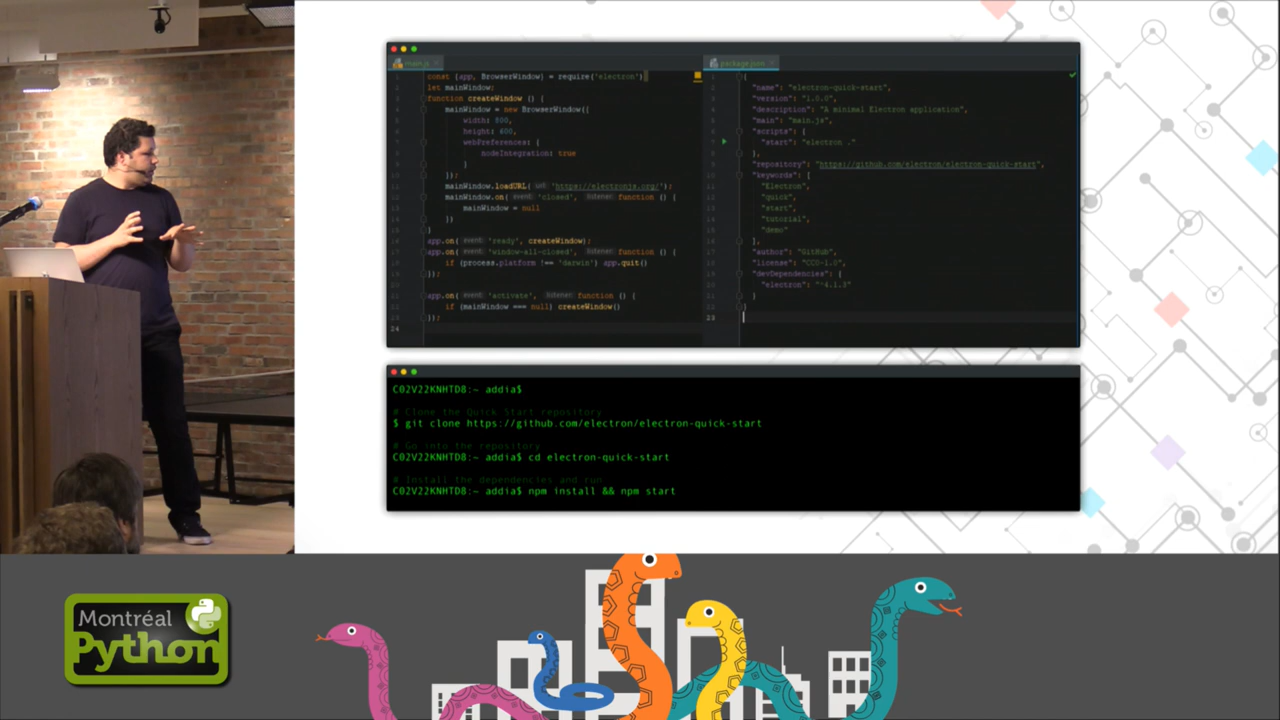 main.js
const {app, BrowserWindow} = require('electron')
let mainWindow;
function createWindow () {
mainWindow = new BrowserWindow({
width: 800,
height: 600,
webPreferences: {
nodeIntegration: true
}
});
mainWindow.loadURL( url: 'https://electronjs.org/');
mainWindow.on( event: 'closed', listener: function () {
mainWindow = null
})
}
app.on( event: 'ready', createWindow);
app.on( event: 'window-all-closed', listener: function () {
if (process.platform !== 'darwin') app.quit()
});
app.on( event: 'activate', listener: function () {
if (mainWindow === null) createWindow()
});
24
package.json
{
"name": "electron-quick-start",
"version": "1.0.0",
"description": "A minimal Electron application",
"main": "main.js",
"scripts": {
"start": "electron ."
},
"repository": "https://github.com/electron/electron-quick-start",
"keywords": [
"Electron",
"quick",
"start",
"tutorial",
"demo"
],
"author": "GitHub",
"license": "CC0-1.0",
"devDependencies": {
"electron": "^4.1.3"
}
}
23
C02V22KNHTD8:~ addia$
# Clone the Quick Start repository
$ git clone https://github.com/electron/electron-quick-start
# Go into the repository
C02V22KNHTD8:~ addia$ cd electron-quick-start
# Install the dependencies and run
C02V22KNHTD8:~ addia$ npm install && npm start
Montréal
Python